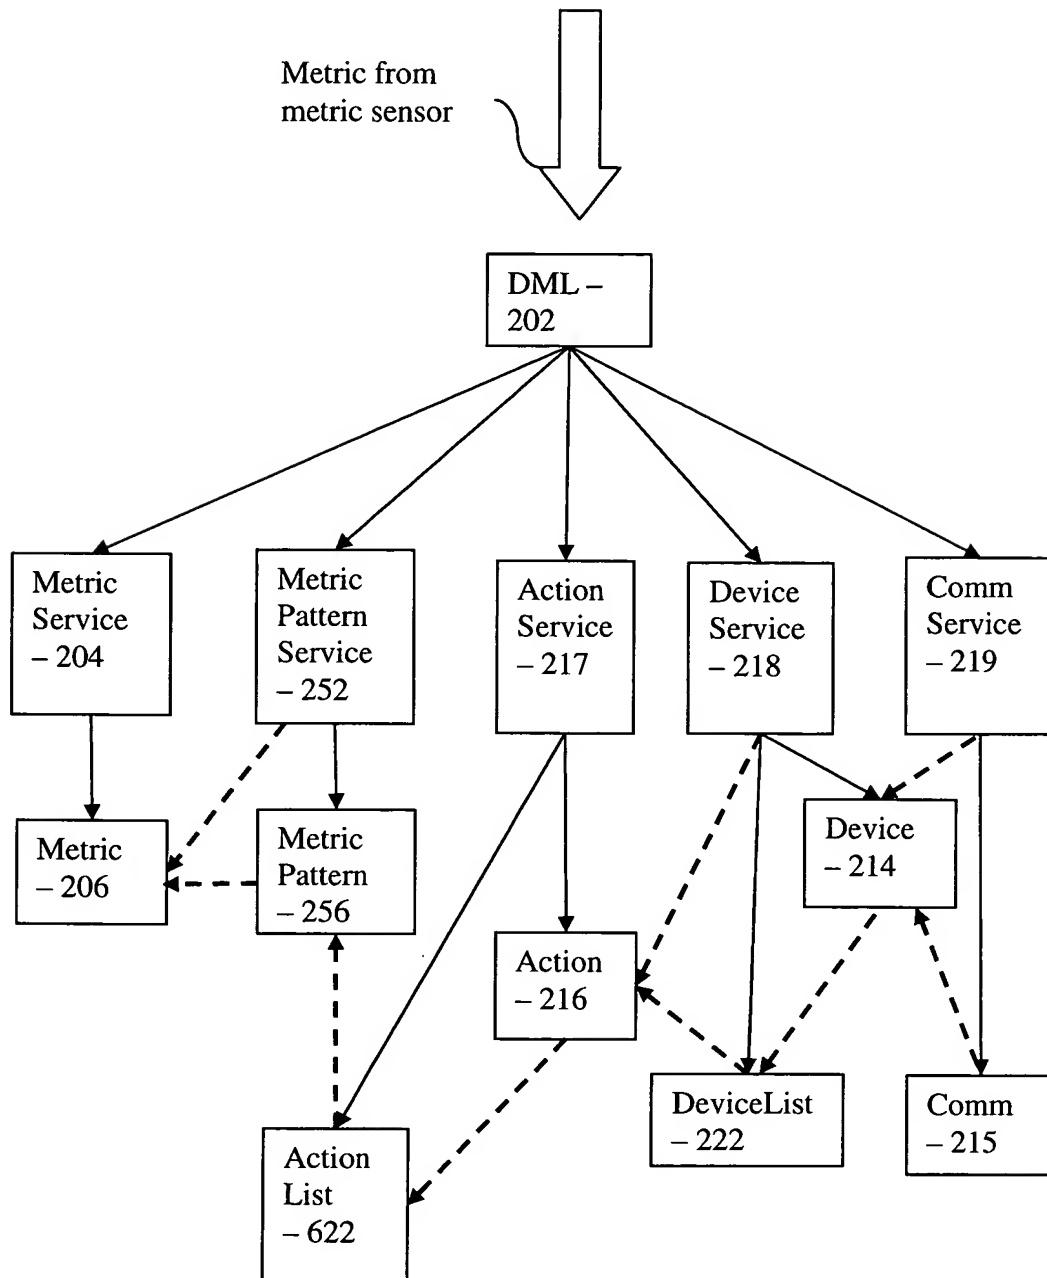 Metric from
metric sensor
DML –
202
Metric
Service
– 204
Metric
Pattern
Service
– 252
Action
Service
– 217
Device
Service
– 218
Comm
Service
– 219
Metric
– 206
Metric
Pattern
– 256
Device
– 214
Action
– 216
DeviceList
– 222
Comm
– 215
Action
List
– 622